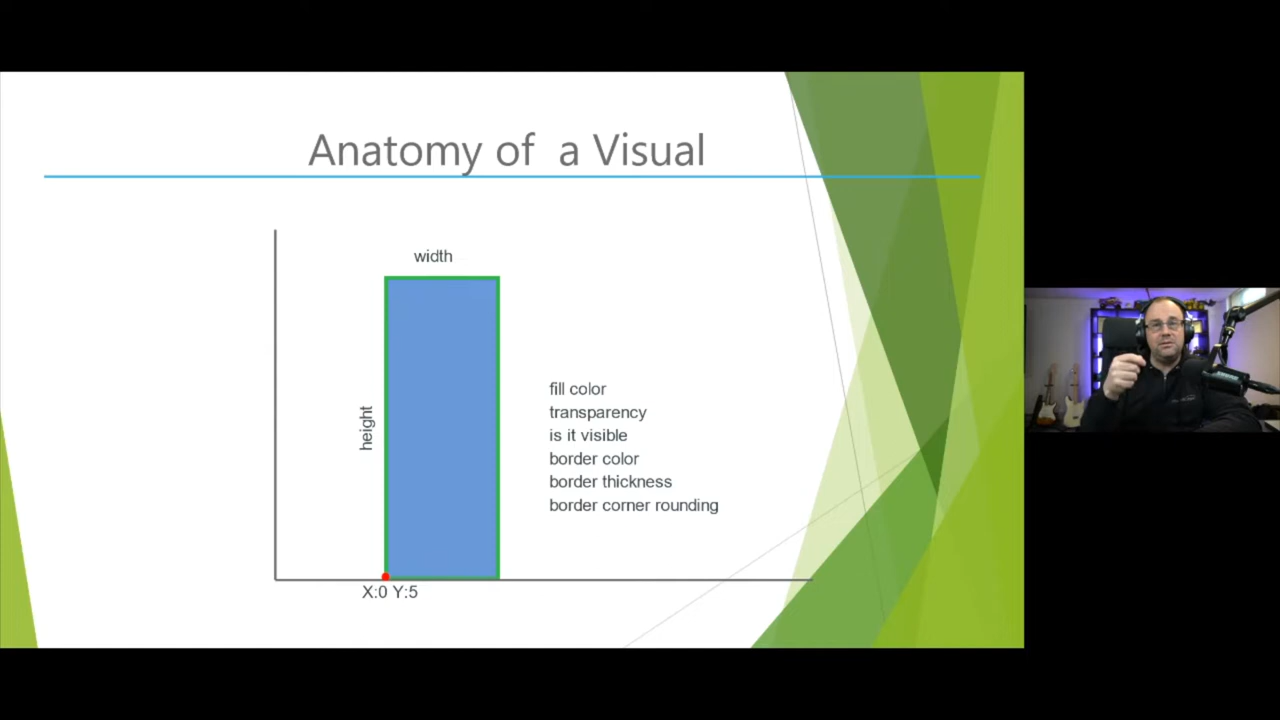 Anatomy of a Visual
width
height
fill color
transparency
is it visible
border color
border thickness
border corner rounding
X:0 Y:5